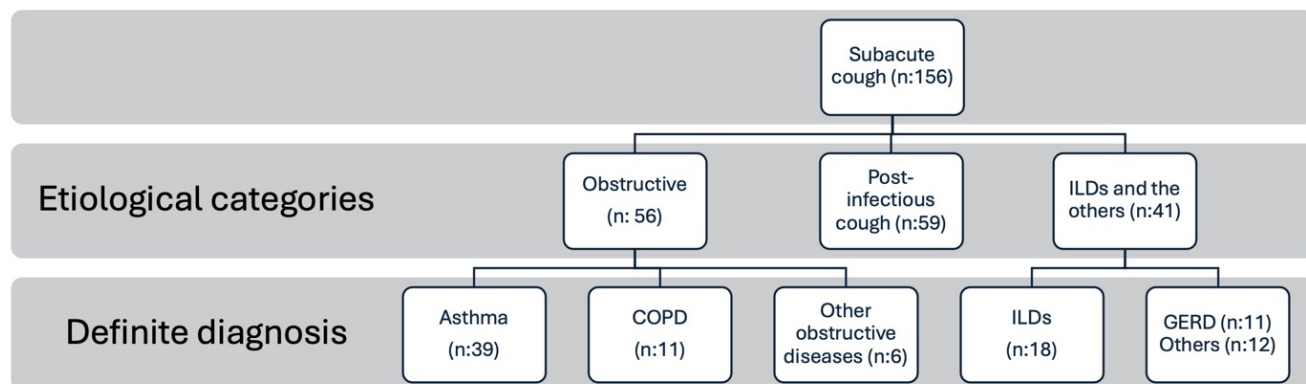 Subacute
cough (n:156)
Etiological categories
Obstructive
(n: 56)
Post-
infectious
cough (n:59)
ILDs and the
others (n:41)
Definite diagnosis
Asthma
(n:39)
COPD
(n:11)
Other
obstructive
diseases (n:6)
ILDs
(n:18)
GERD (n:11)
Others (n:12)